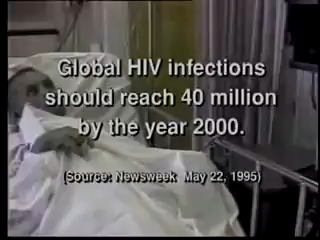 Global HIV infections
should reach 40 million
by the year 2000.
(Source: Newsweek  May 22, 1995)